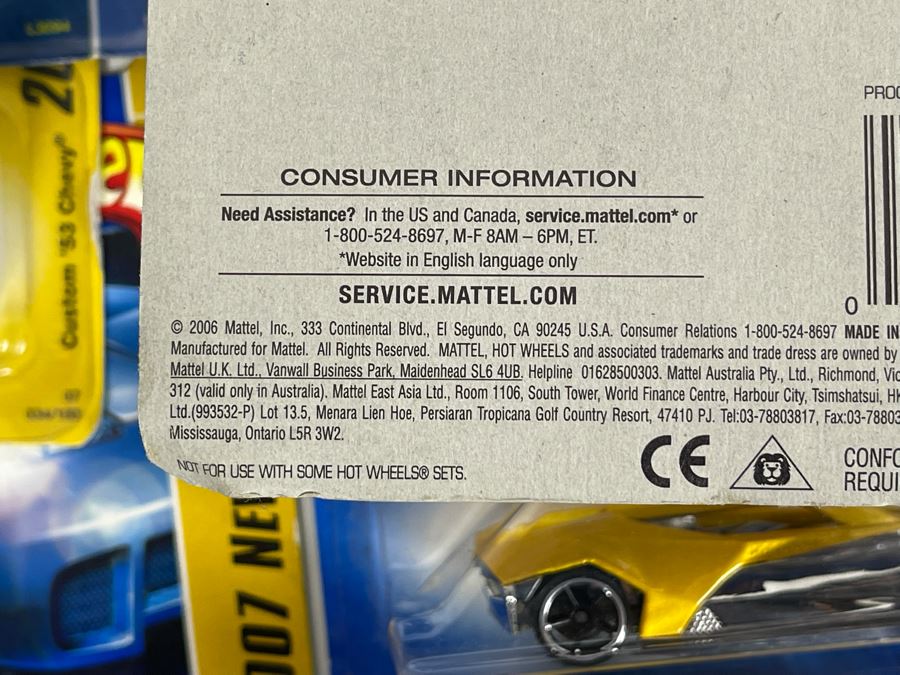 L3094
24
Custom '53 Chevy®
PROD
CONSUMER INFORMATION
Need Assistance? In the US and Canada, service.mattel.com* or
1-800-524-8697, M-F 8AM – 6PM, ET.
*Website in English language only
SERVICE.MATTEL.COM
0
© 2006 Mattel, Inc., 333 Continental Blvd., El Segundo, CA 90245 U.S.A. Consumer Relations 1-800-524-8697 MADE IN
Manufactured for Mattel. All Rights Reserved. MATTEL, HOT WHEELS and associated trademarks and trade dress are owned by
Mattel U.K. Ltd., Vanwall Business Park, Maidenhead SL6 4UB. Helpline 01628500303. Mattel Australia Pty., Ltd., Richmond, Vic
312 (valid only in Australia). Mattel East Asia Ltd., Room 1106, South Tower, World Finance Centre, Harbour City, Tsimshatsui, HK
Ltd.(993532-P) Lot 13.5, Menara Lien Hoe, Persiaran Tropicana Golf Country Resort, 47410 PJ. Tel:03-78803817, Fax:03-78803
Mississauga, Ontario L5R 3W2.
NOT FOR USE WITH SOME HOT WHEELS® SETS.
CE
CONFO
REQUI
007 NEW